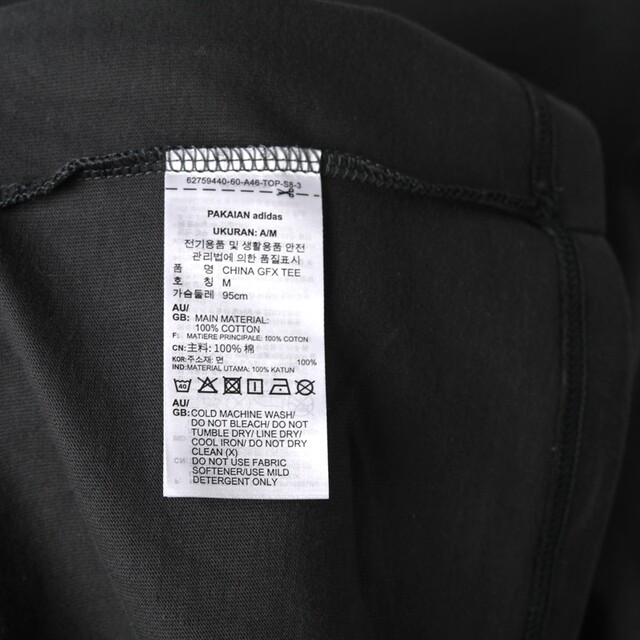 62759440-60-A46-TOP-S8-3
PAKAIAN adidas
UKURAN: A/M
전기용품 및 생활용품 안전
관리법에 의한 품질표시
품 명 CHINA GFX TEE
호 칭 M
가슴둘레 95cm
AU/
GB: MAIN MATERIAL:
100% COTTON
F: MATIERE PRINCIPALE: 100% COTON
CN: 主料: 100% 棉
KOR: 주소재: 면 100%
IND: MATERIAL UTAMA: 100% KATUN
40
AU/
GB: COLD MACHINE WASH/
DO NOT BLEACH/ DO NOT
TUMBLE DRY/ LINE DRY/
COOL IRON/ DO NOT DRY
CLEAN (X)
DO NOT USE FABRIC
SOFTENER/USE MILD
DETERGENT ONLY